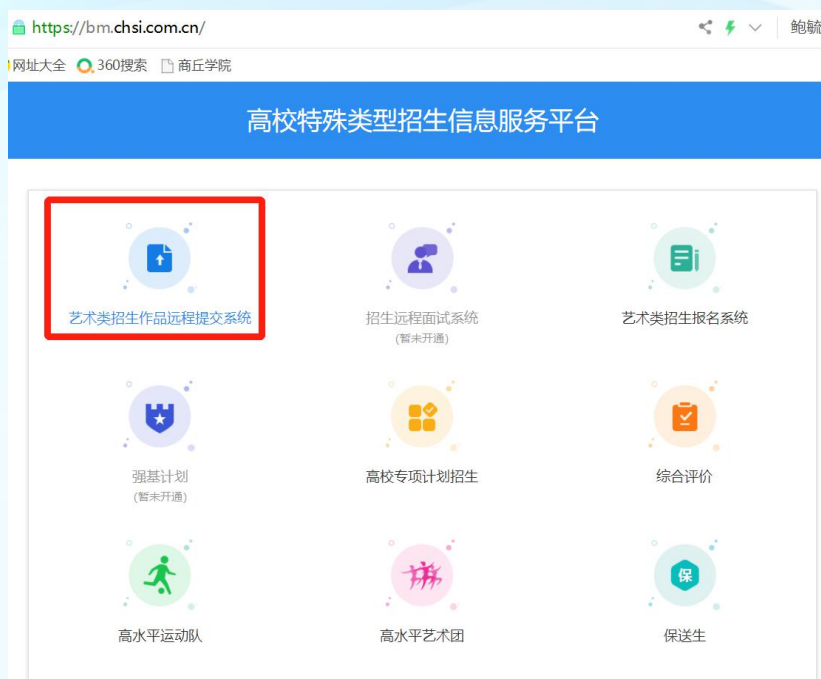 https://bm.chsi.com.cn/ 鲍毓
网址大全 360搜索 商丘学院
高校特殊类型招生信息服务平台
艺术类招生作品远程提交系统 招生远程面试系统 艺术类招生报名系统
(暂未开通)
强基计划 高校专项计划招生 综合评价
(暂未开通)
保
高水平运动队 高水平艺术团 保送生